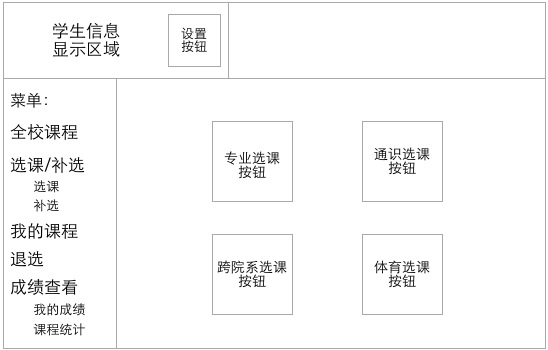 学生信息
显示区域
设置
按钮
菜单：
全校课程
选课/补选
选课
补选
我的课程
退选
成绩查看
我的成绩
课程统计
专业选课
按钮
通识选课
按钮
跨院系选课
按钮
体育选课
按钮